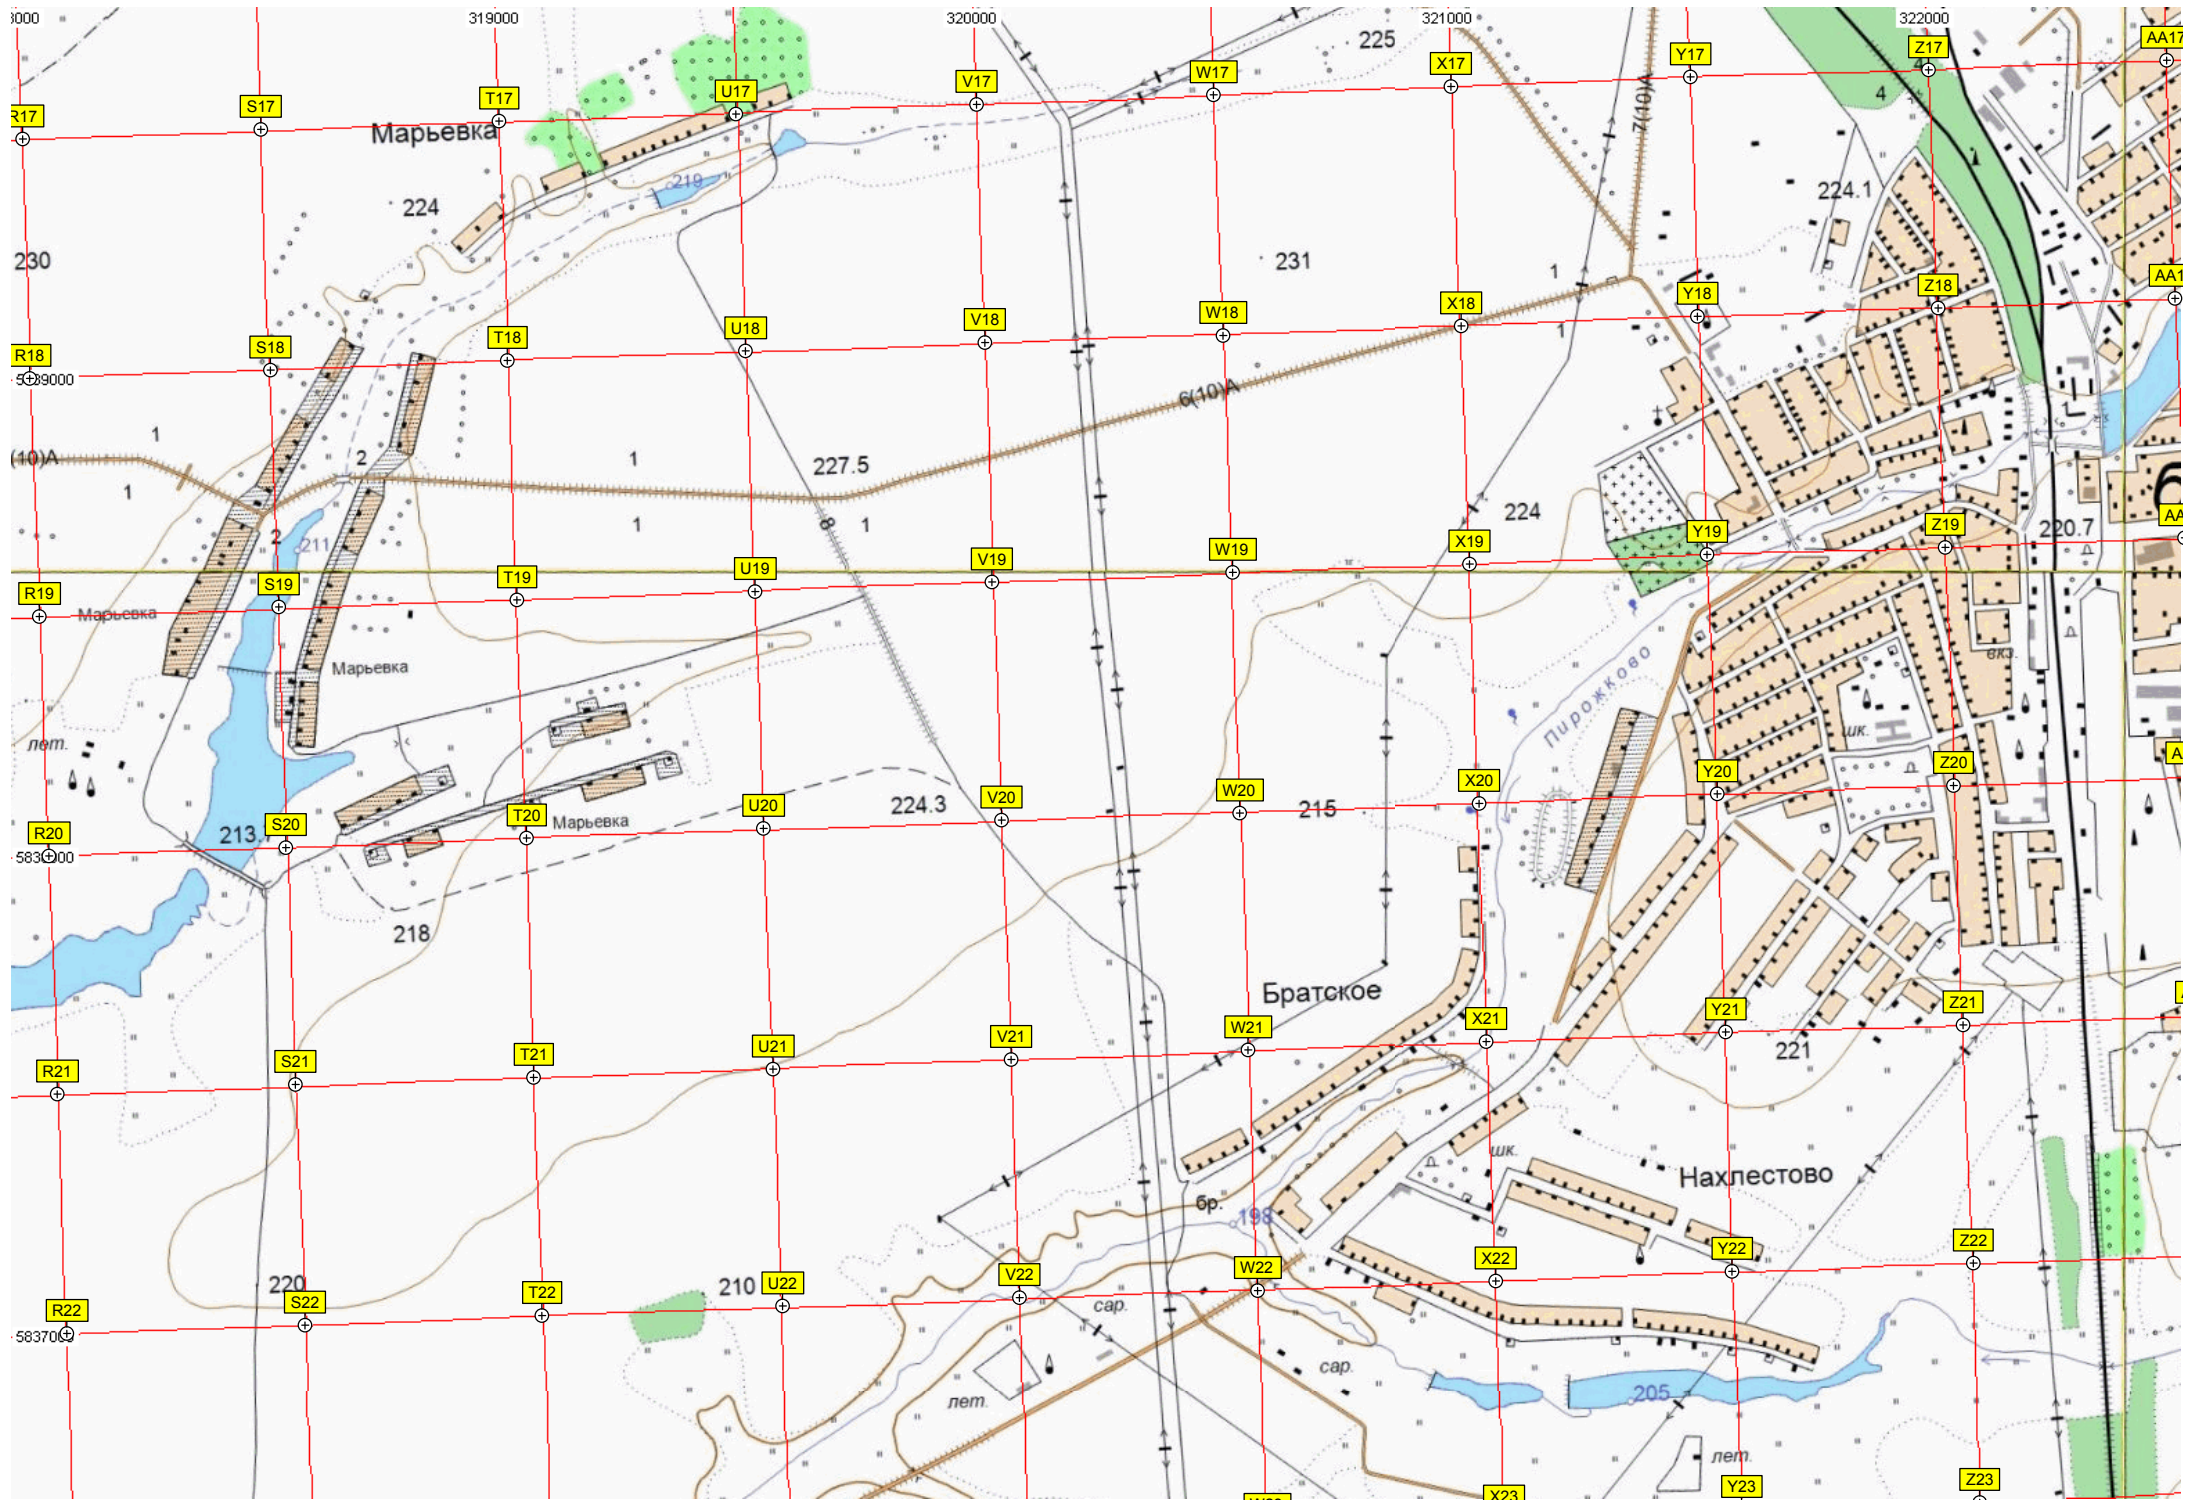 319000
320000
321000
322000
225
Y17
Z17
AA17
W17
X17
U17
V17
T17
S17
R17
Марьевка
4
4
7(10)А
219
224
224.1
230
231
1
Y18
Z18
X18
W18
V18
U18
T18
S18
R18
1
6(10)А
1
(10)А
2
1
227.5
1
1
8
1
224
220.7
2
211
X19
Y19
Z19
W19
V19
U19
T19
S19
R19
Марьевка
Марьевка
Пирожково
вкз.
шк.
лет.
X20
Y20
Z20
W20
V20
U20
T20
S20
R20
224.3
215
Марьевка
218
Братское
X21
Y21
Z21
W21
V21
U21
T21
S21
R21
221
шк.
Нахлестово
бр.
198
X22
Y22
Z22
W22
V22
U22
T22
S22
R22
220
210
сар.
сар.
5837000
лет.
205
лет.
X23
Y23
Z23